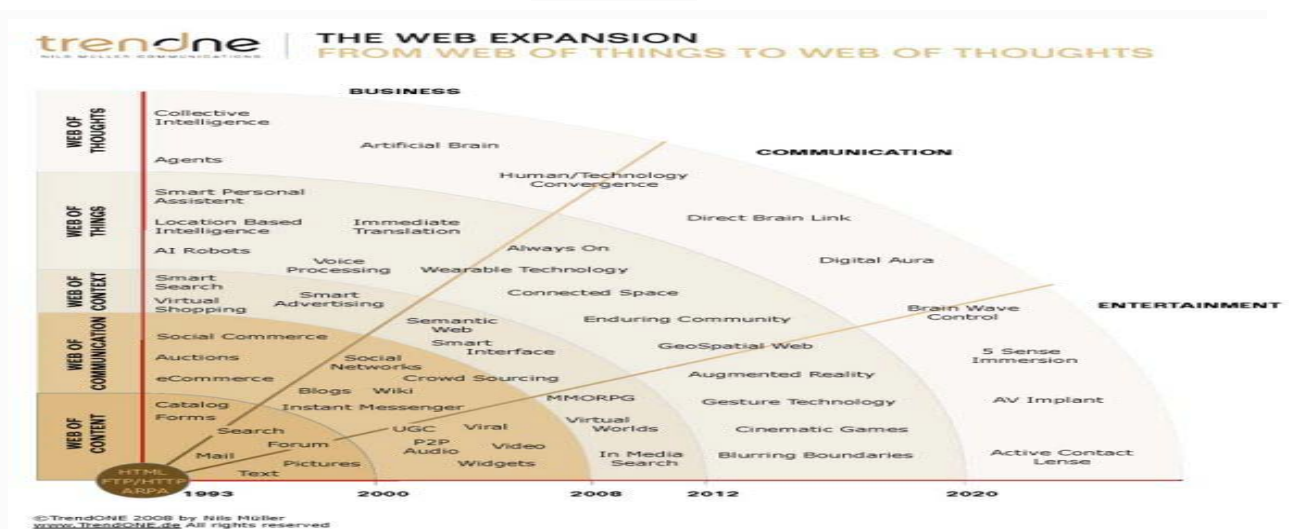 trendone
NILS MÜLLER COMMUNICATIONS
THE WEB EXPANSION
FROM WEB OF THINGS TO WEB OF THOUGHTS
BUSINESS
COMMUNICATION
ENTERTAINMENT
WEB OF
THOUGHTS
Collective
Intelligence
Artificial Brain
Agents
Human/Technology
Convergence
Direct Brain Link
Digital Aura
Brain Wave
Control
5 Sense
Immersion
AV Implant
Active Contact
Lense
WEB OF
THINGS
Smart Personal
Assistent
Location Based
Intelligence
Immediate
Translation
AI Robots
Voice
Processing
Always On
Wearable Technology
Connected Space
Enduring Community
GeoSpatial Web
Augmented Reality
Gesture Technology
Cinematic Games
Blurring Boundaries
WEB OF
CONTEXT
Smart
Search
Virtual
Shopping
Smart
Advertising
Semantic
Web
Smart
Interface
MMORPG
Virtual
Worlds
In Media
Search
WEB OF
COMMUNICATION
Social Commerce
Auctions
Social
Networks
eCommerce
Crowd Sourcing
Blogs
Wiki
Instant Messenger
UGC
Viral
P2P
Audio
Video
Widgets
WEB OF
CONTENT
Catalog
Forms
Search
Forum
Mail
Pictures
Text
HTML
FTP/HTTP
ARPA
1993
2000
2008
2012
2020
©TrendONE 2008 by Nils Müller
www.TrendONE.de All rights reserved